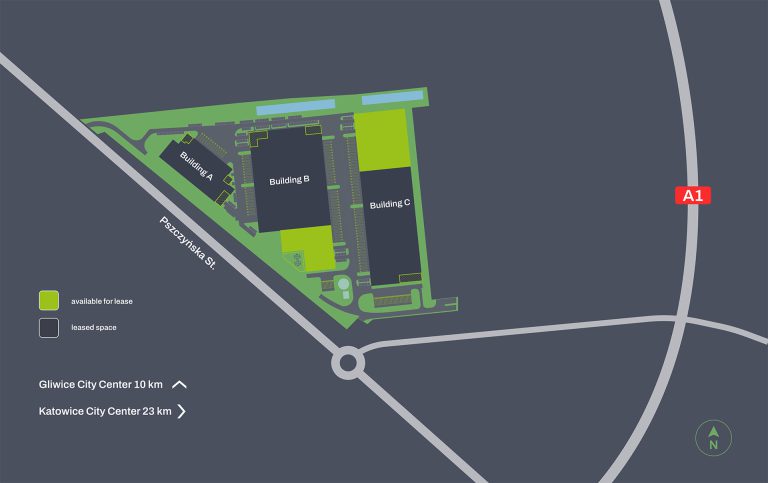 Building A
Building B
Building C
A1
Pszczyńska St.
available for lease
leased space
Gliwice City Center 10 km
Katowice City Center 23 km
N